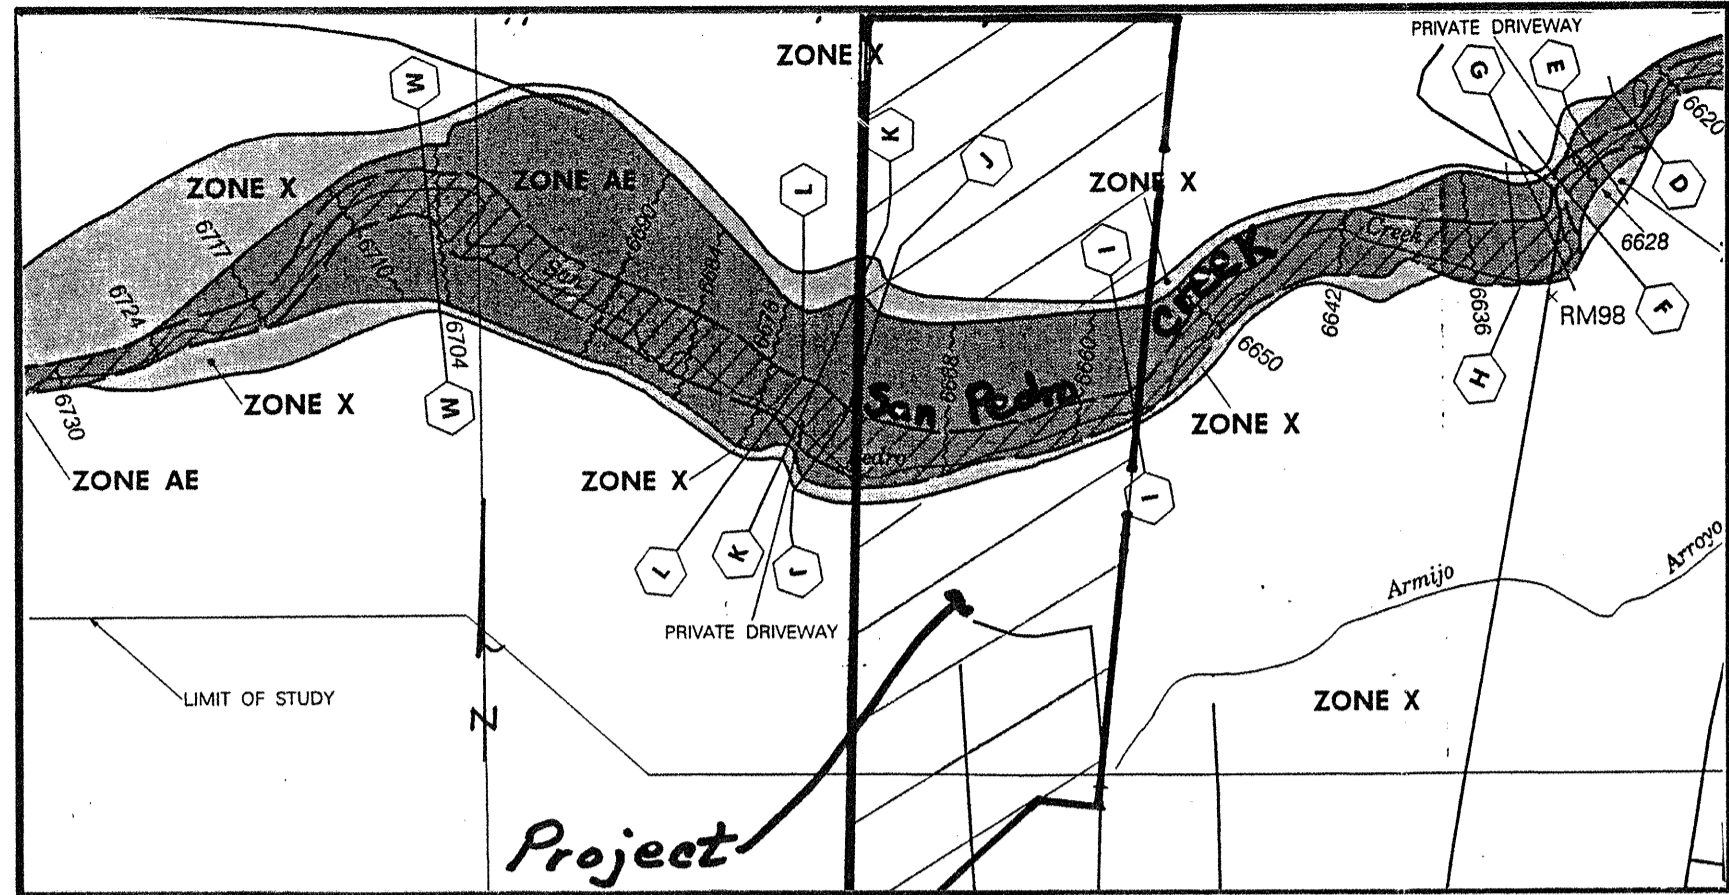 PRIVATE DRIVEWAY
ZONE X
M
G
E
K
J
L
ZONE X
ZONE AE
ZONE X
D
6620
6717
6710
6690
6684
6678
6724
San
I
CreeK
Creek
6628
F
RM98
6642
6636
H
6650
6704
6668
6660
6730
ZONE X
M
San Pedro
ZONE X
ZONE AE
ZONE X
Pedro
I
L
K
J
PRIVATE DRIVEWAY
Armijo
Arroyo
LIMIT OF STUDY
ZONE X
N
Project